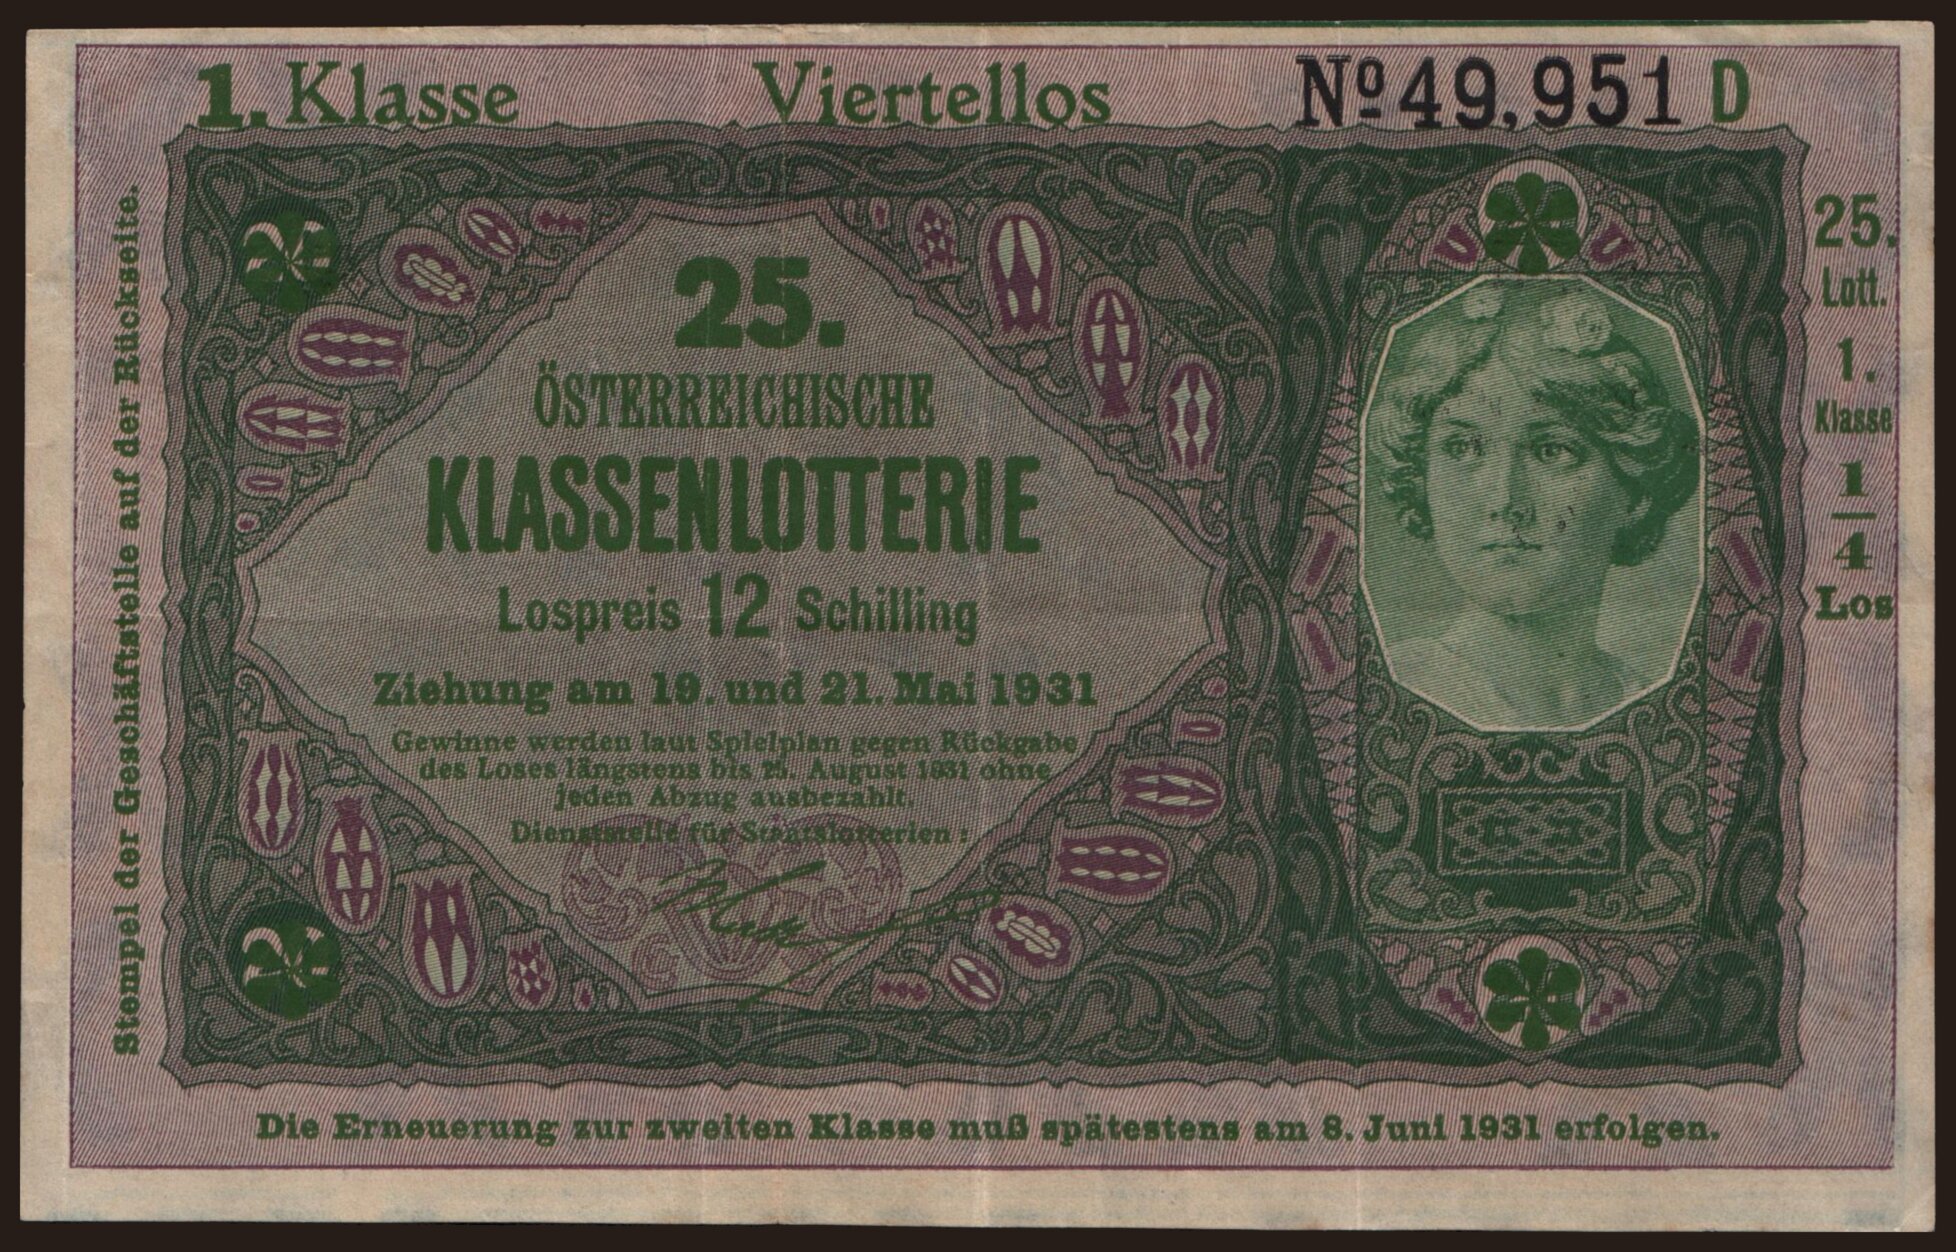 1. Klasse Viertellos Nº 49,951 D
25.
ÖSTERREICHISCHE
KLASSENLOTTERIE
Lospreis 12 Schilling
Ziehung am 19. und 21. Mai 1931
Gewinne werden laut Spielplan gegen Rückgabe
des Loses längstens bis August 1931 ohne
jeden Abzug ausbezahlt.
Dienststelle für Staatslotterien:
25.
Lott.
1.
Klasse
1
4
Los
Stempel der Geschäftsstelle auf der Rückseite.
Die Erneuerung zur zweiten Klasse muß spätestens am 8. Juni 1931 erfolgen.